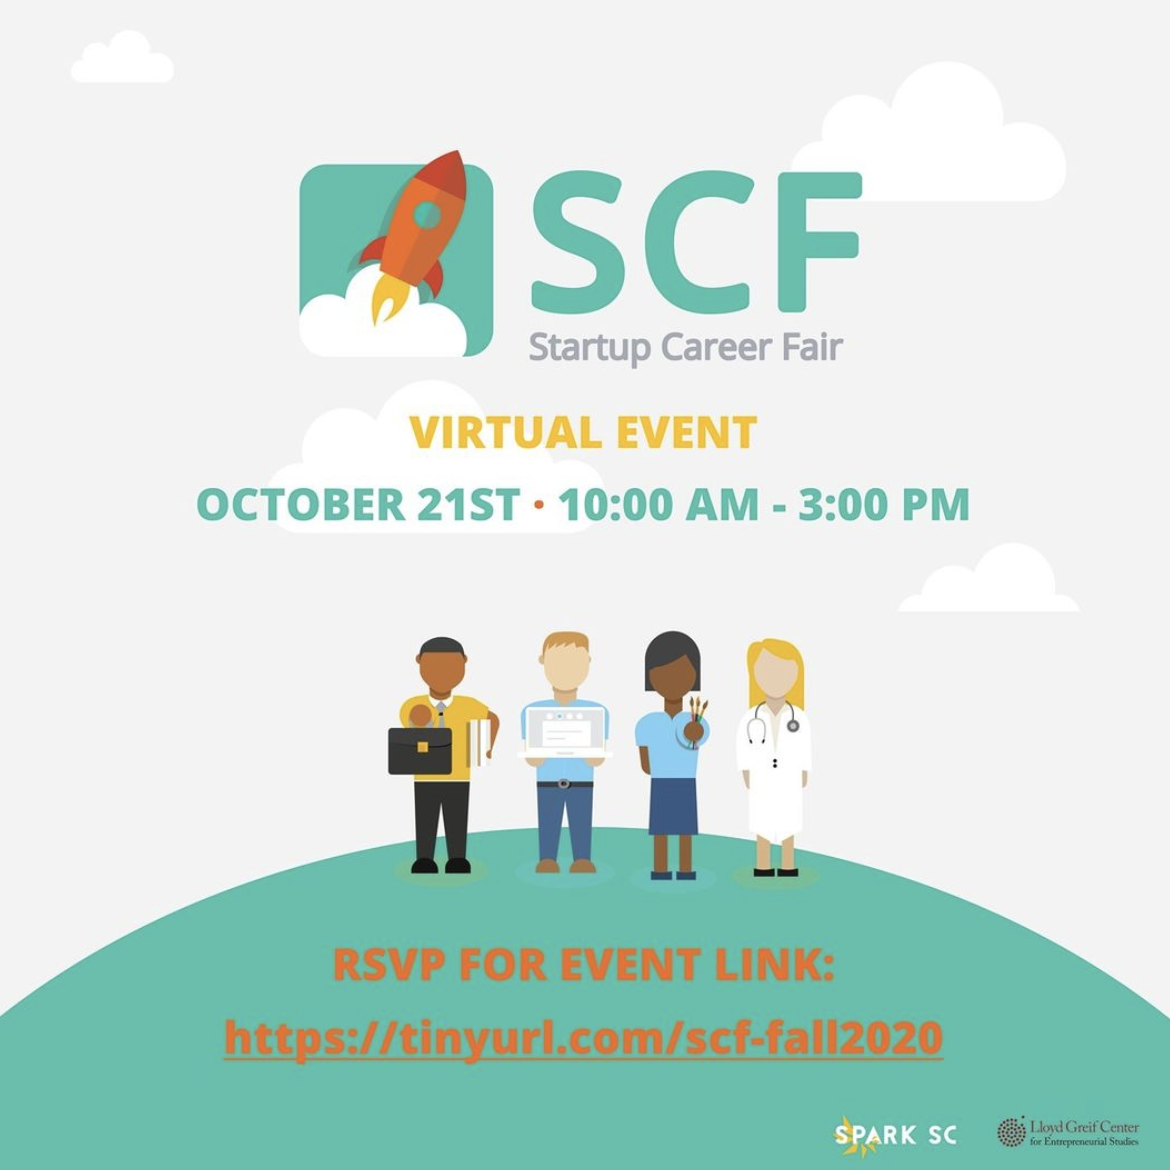 SCF
Startup Career Fair
VIRTUAL EVENT
OCTOBER 21ST · 10:00 AM - 3:00 PM
RSVP FOR EVENT LINK:
https://tinyurl.com/scf-fall2020
SPARK SC
Lloyd Greif Center
for Entrepreneurial Studies